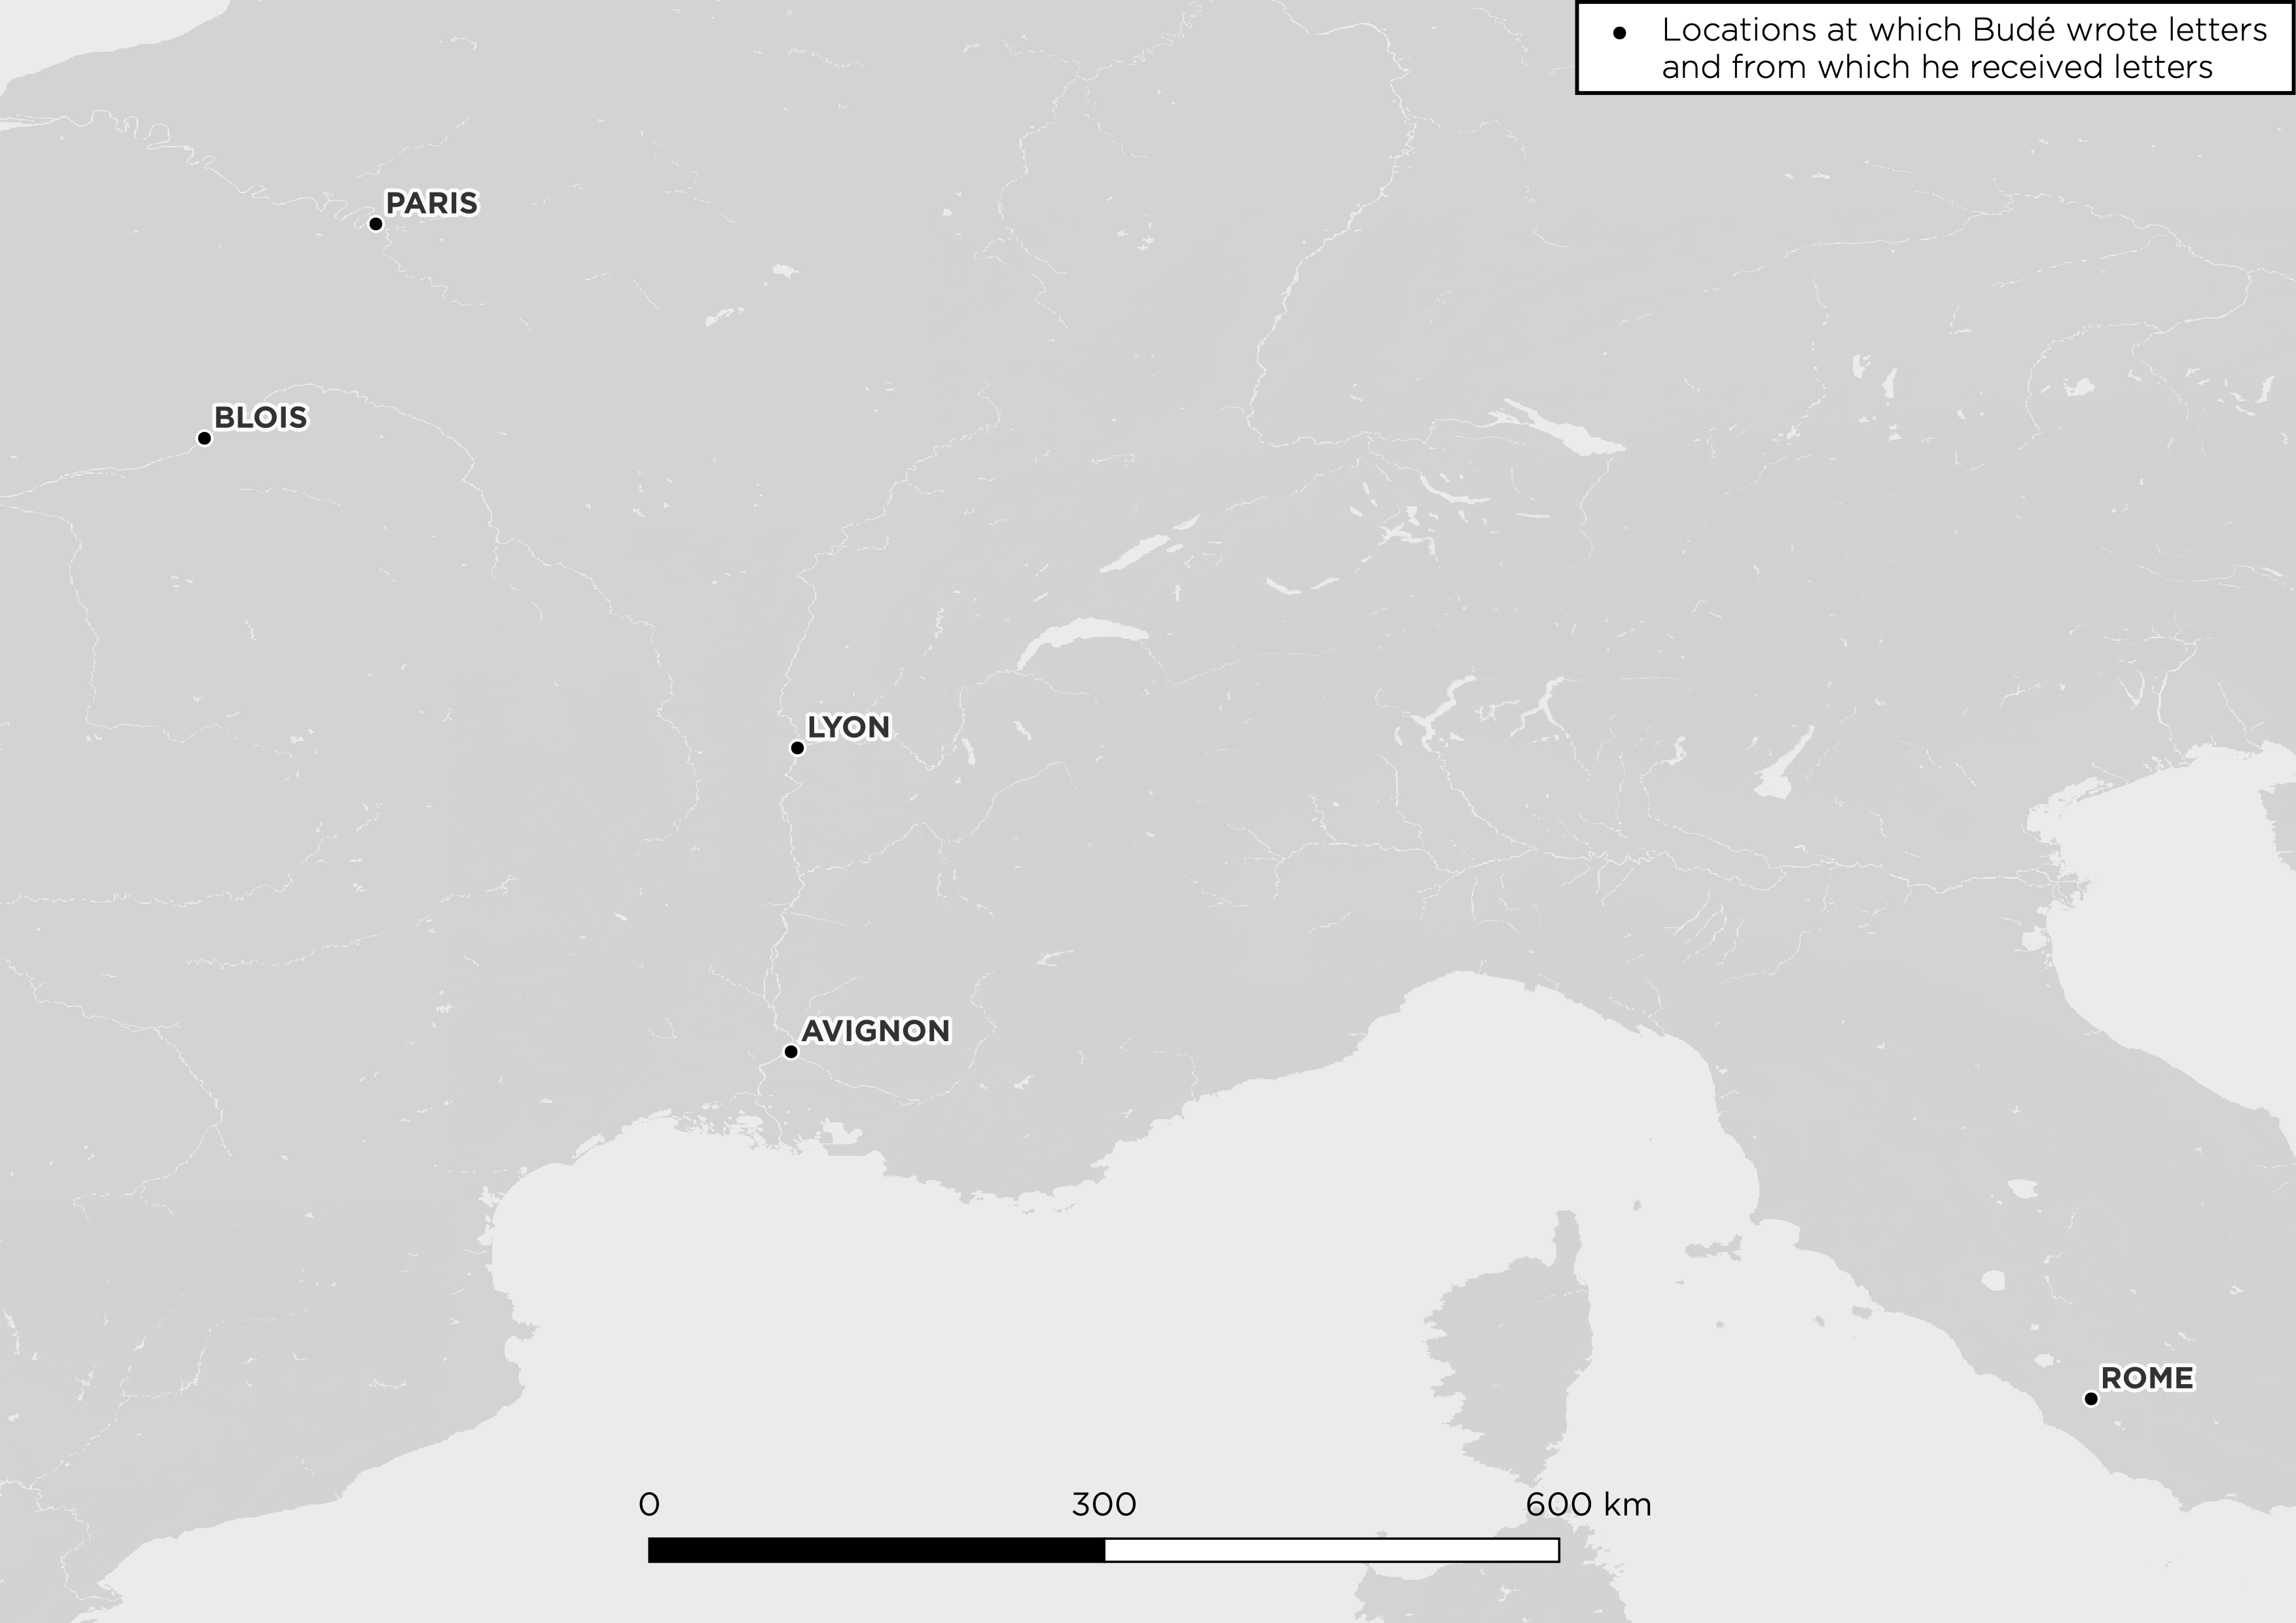 Locations at which Budé wrote letters
and from which he received letters
PARIS
BLOIS
LYON
AVIGNON
ROME
0 300 600 km